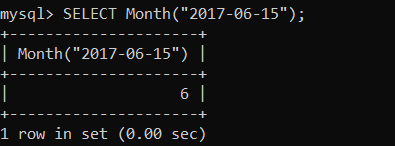 mysql> SELECT Month("2017-06-15");
+---------------------+
| Month("2017-06-15") |
+---------------------+
|                   6 |
+---------------------+
1 row in set (0.00 sec)